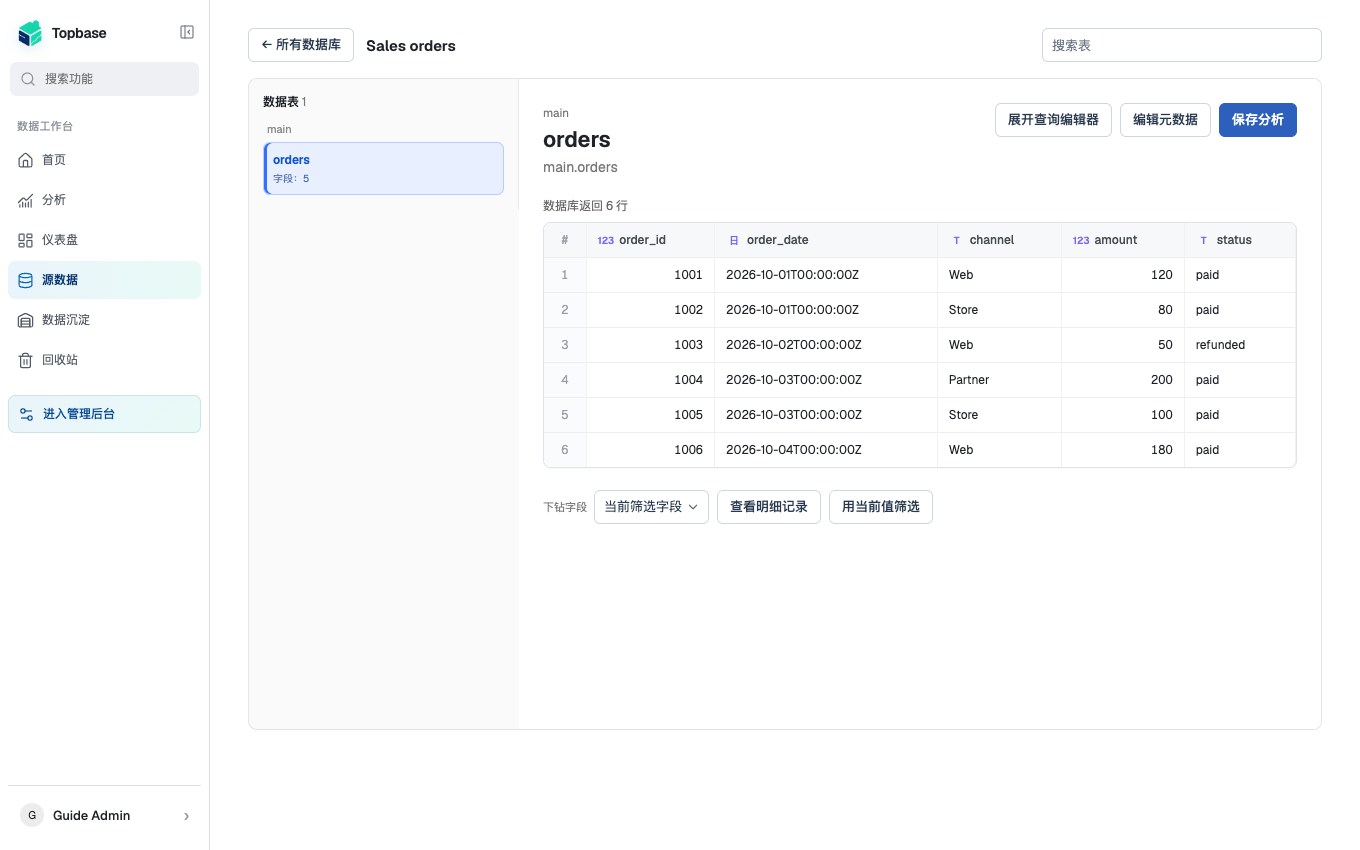 Topbase
搜索功能
数据工作台
首页
分析
仪表盘
源数据
数据沉淀
回收站
进入管理后台
G Guide Admin
← 所有数据库 Sales orders 搜索表
数据表 1
main
orders
字段: 5
main
orders
main.orders
展开查询编辑器 编辑元数据 保存分析
数据库返回 6 行
# 123 order_id 日 order_date T channel 123 amount T status
1 1001 2026-10-01T00:00:00Z Web 120 paid
2 1002 2026-10-01T00:00:00Z Store 80 paid
3 1003 2026-10-02T00:00:00Z Web 50 refunded
4 1004 2026-10-03T00:00:00Z Partner 200 paid
5 1005 2026-10-03T00:00:00Z Store 100 paid
6 1006 2026-10-04T00:00:00Z Web 180 paid
下钻字段 当前筛选字段 查看明细记录 用当前值筛选